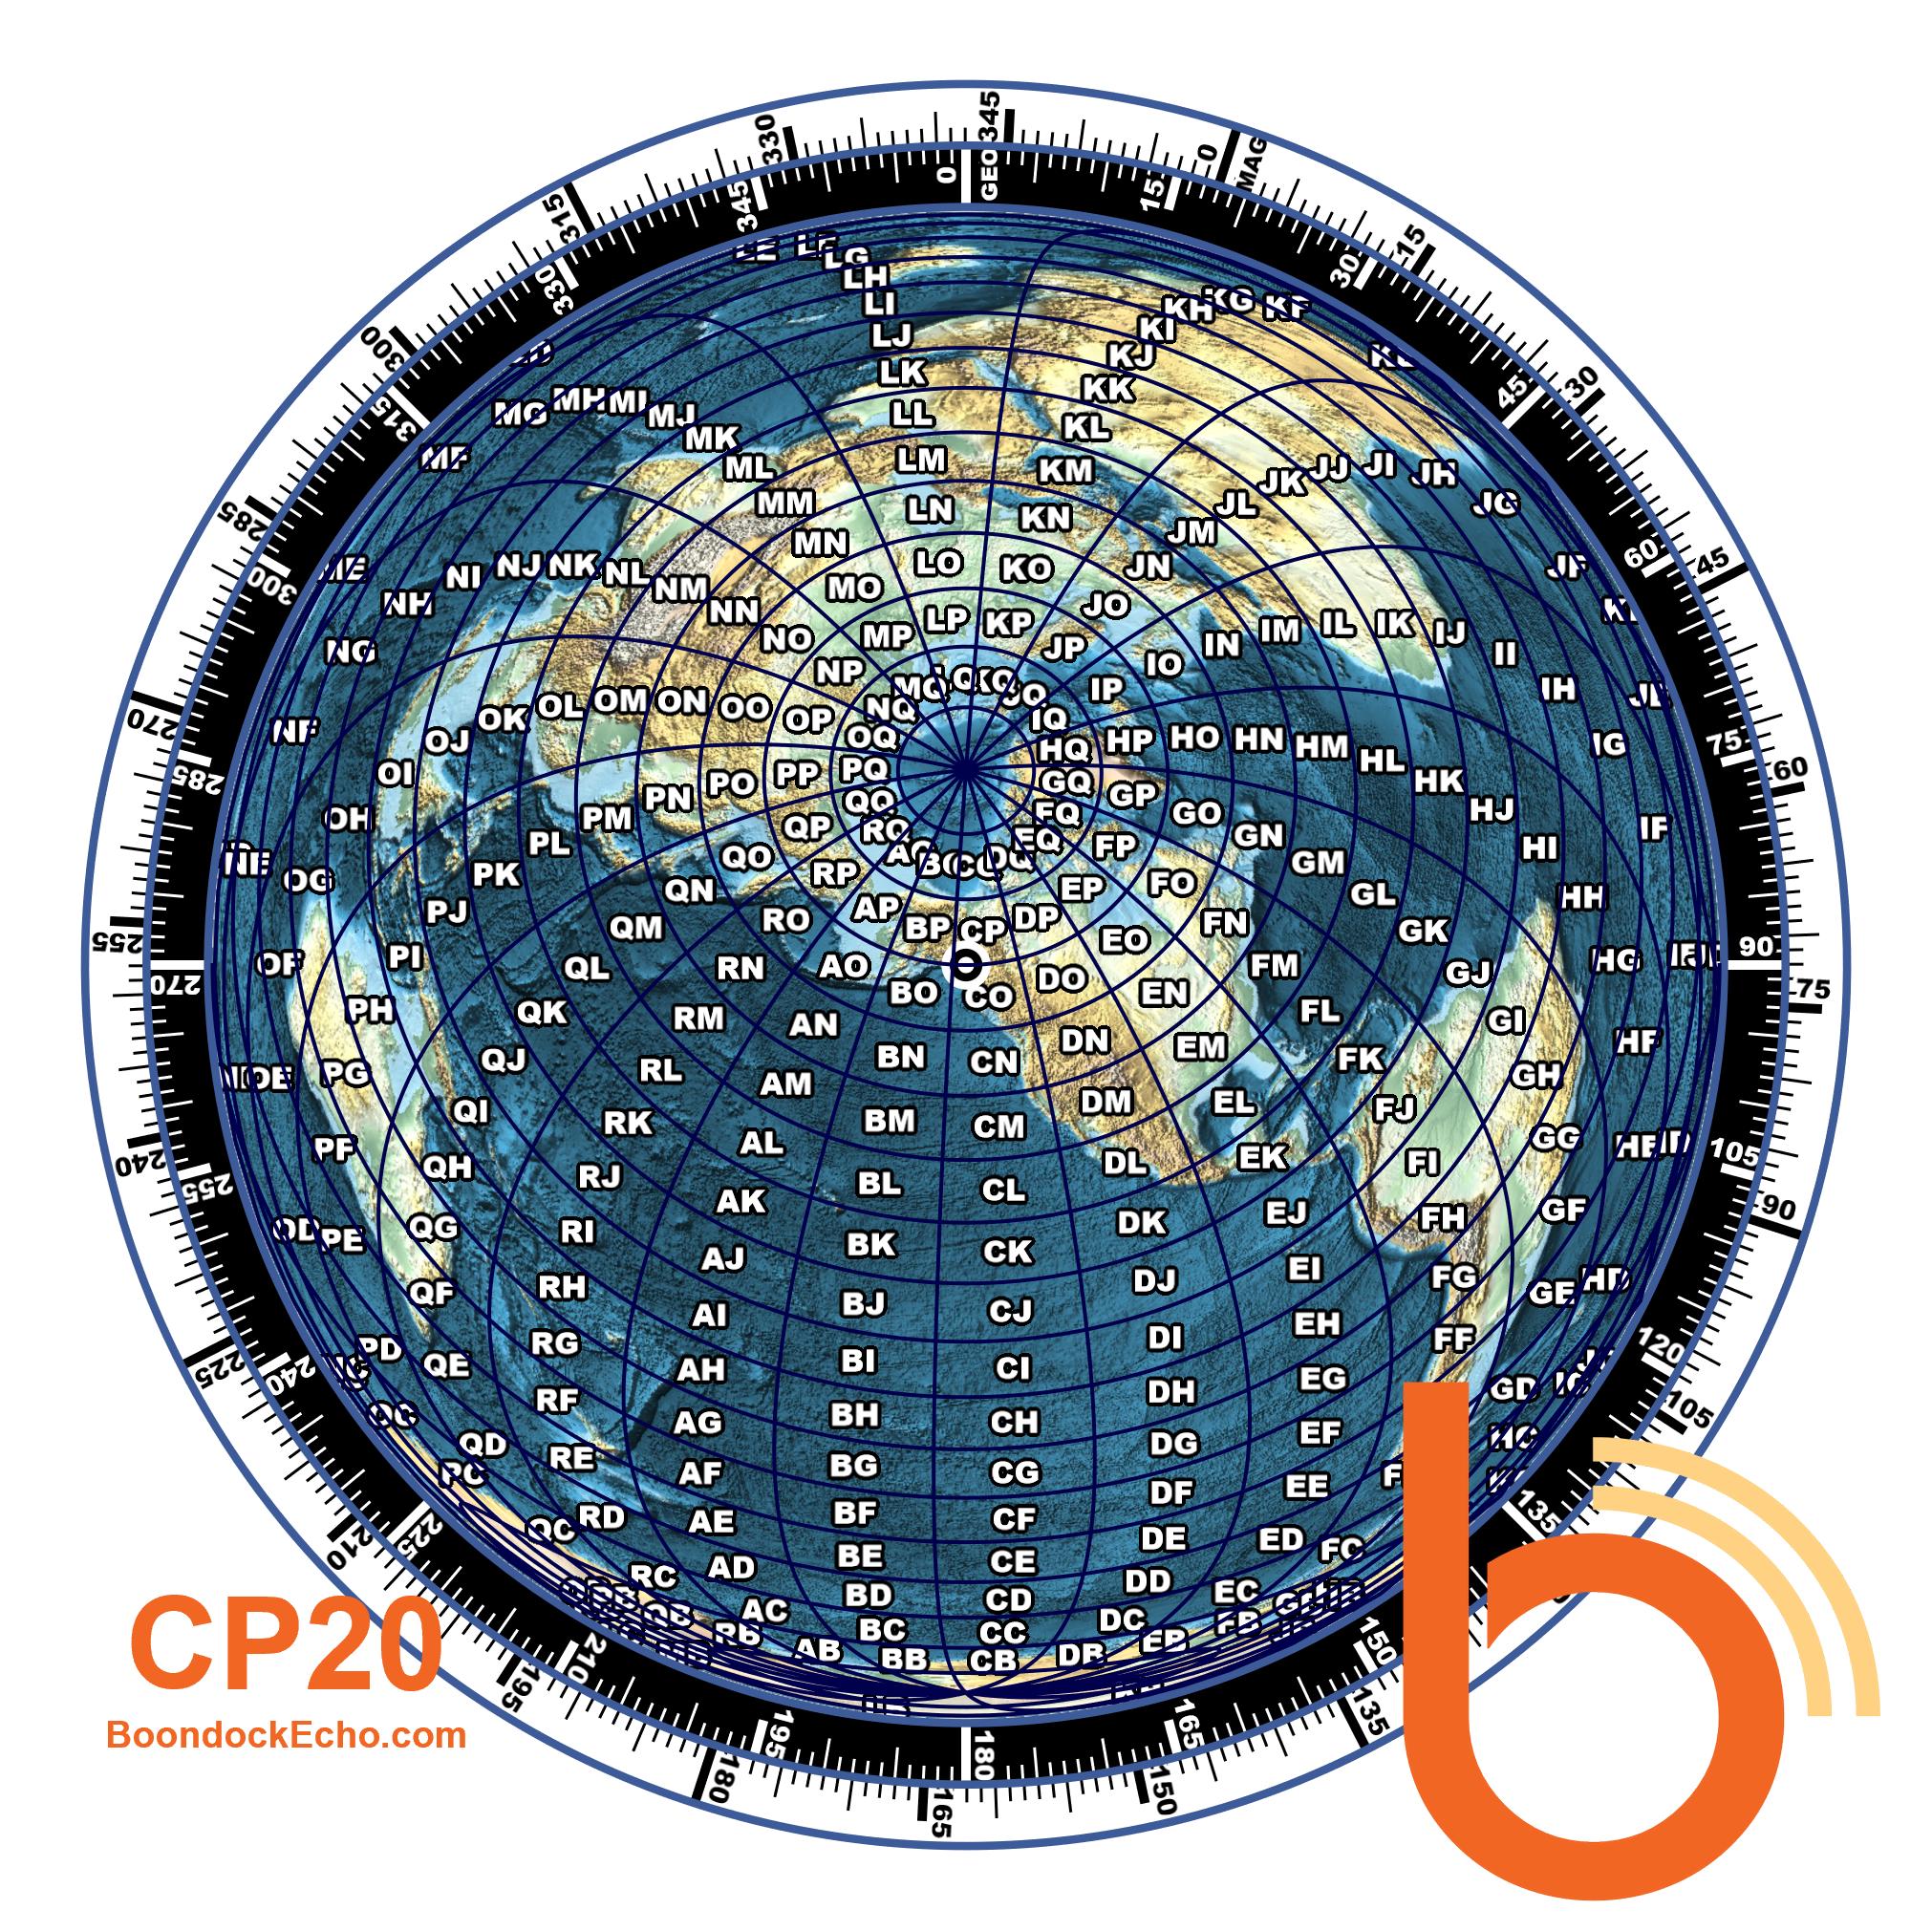 345
330
0
MAG
0
GEO
15
345
315
15
330
30
LG
LH
LI
KH KG KF
LJ
KI
KJ
300
LK
KK
45
30
315
MG MH MI MJ
LL
KL
MF
MK
ML
LM
KM
JK JJ JI JH
MM
LN
KN
JL
JG
285
MN
JM
NI NJ NK NL
LO
KO
JN
JF
60
45
300
NH
NM
MO
NN
LP KP
JO
NG
NO
MP
JP
IN IM IL IK IJ
II
NP
IO
IH
OK OL OM ON OO
MQ
IP
270
NF
OJ
OP
NQ
IQ
IG
75
OQ
HQ HP HO HN HM
HL
285
OI
PN PO PP PQ
GQ GP
HK
60
OH
PM
QQ
FQ
GO
HJ
PL
QP
RQ
EQ
FP
GN
HI
IF
NE OG
PK
QO
RP
EP
FO
GM
HH
PJ
QN
AP
DP
GL
QM
RO
BP CP
EO
FN
GK
255
OF
PI
QL
RN
AO
O
DO
FM
GJ
HG
90
270
PH
QK
RM
AN
BO CO
EN
FL
GI
75
QJ
RL
BN
CN
DN
EM
FK
GH
HF
OE PG
QI
AM
DM
EL
FJ
RK
BM
CM
GG
240
PF
QH
AL
DL
EK
FI
HE
105
255
RJ
AK
BL
CL
OD PE
QG
RI
DK
EJ
FH
GF
90
AJ
BK
CK
QF
RH
DJ
EI
FG
GE HD
AI
BJ
CJ
RG
DI
EH
FF
120
225
PD
QE
AH
BI
CI
GD
240
RF
DH
EG
105
OC
AG
BH
CH
QD
RE
DG
EF
HC
PC
AF
BG
CG
DF
EE
225
QC RD
AE
BF
CF
DE
ED
135
210
RC
AD
BE
CE
DD
FC
AC
BD
CD
EC
RB
BC
CC
DC
FB
AB
BB
CB
DB
EB
150
210
195
195
180
165
135
180
165
150
CP20
BoondockEcho.com